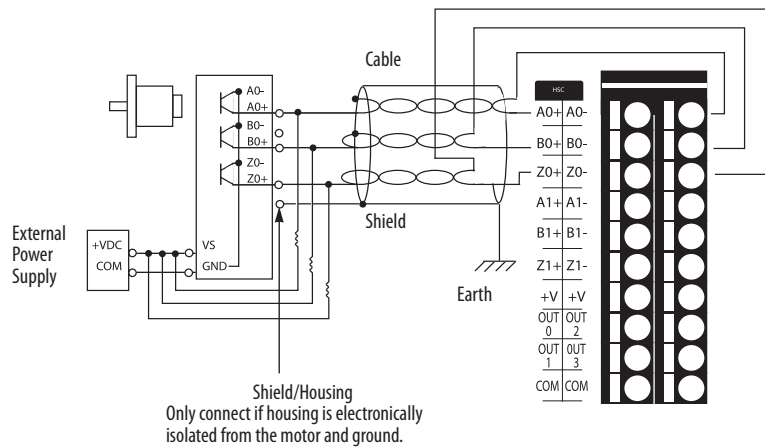 Cable
HSC
A0-
A0+
B0-
B0+
Z0-
Z0+
A0+ A0-
B0+ B0-
Z0+ Z0-
A1+ A1-
B1+ B1-
Z1+ Z1-
+V +V
OUT 0 OUT 2
OUT 1 0UT 3
COM COM
Shield
External
Power
Supply
+VDC
COM
VS
GND
Earth
Shield/Housing
Only connect if housing is electronically
isolated from the motor and ground.